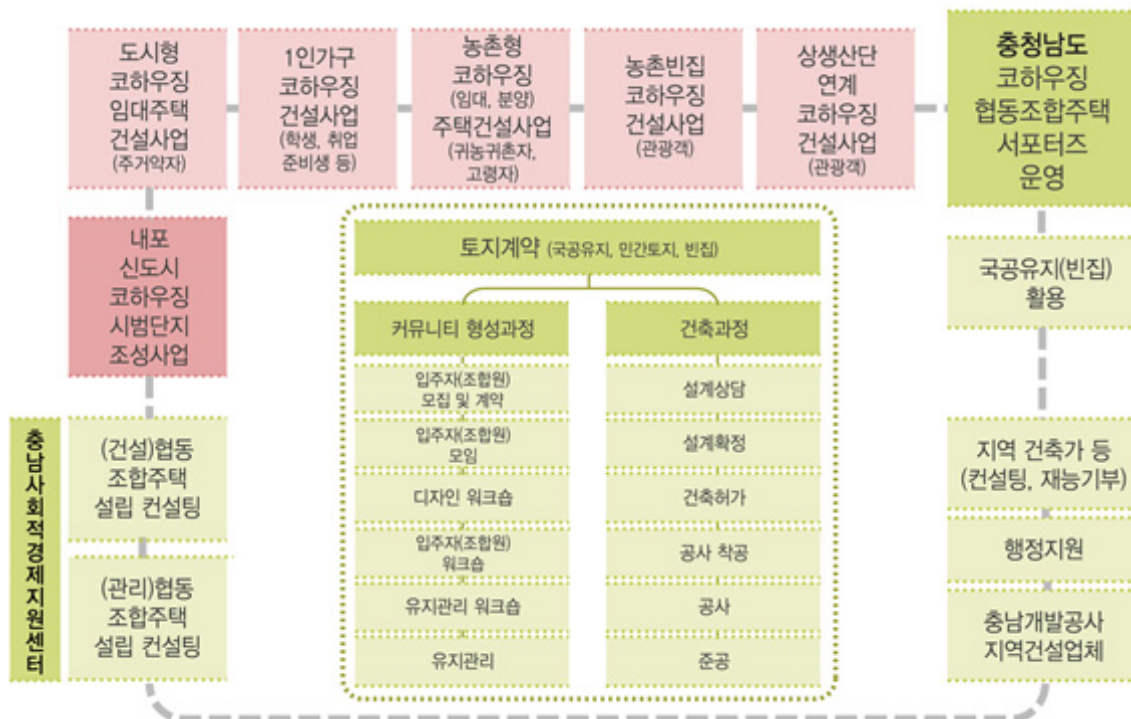 도시형
코하우징
임대주택
건설사업
(주거약자)
1인가구
코하우징
건설사업
(학생, 취업
준비생 등)
농촌형
코하우징
(임대, 분양)
주택건설사업
(귀농귀촌자,
고령자)
농촌빈집
코하우징
건설사업
(관광객)
상생산단
연계
코하우징
건설사업
(관광객)
충청남도
코하우징
협동조합주택
서포터즈
운영
내포
신도시
코하우징
시범단지
조성사업
충남사회적경제지원센터
(건설)협동
조합주택
설립 컨설팅
(관리)협동
조합주택
설립 컨설팅
토지계약 (국공유지, 민간토지, 빈집)
커뮤니티 형성과정
입주자(조합원)
모집 및 계약
입주자(조합원)
모임
디자인 워크숍
입주자(조합원)
워크숍
유지관리 워크숍
유지관리
건축과정
설계상담
설계확정
건축허가
공사 착공
공사
준공
국공유지(빈집)
활용
지역 건축가 등
(컨설팅, 재능기부)
행정지원
충남개발공사
지역건설업체